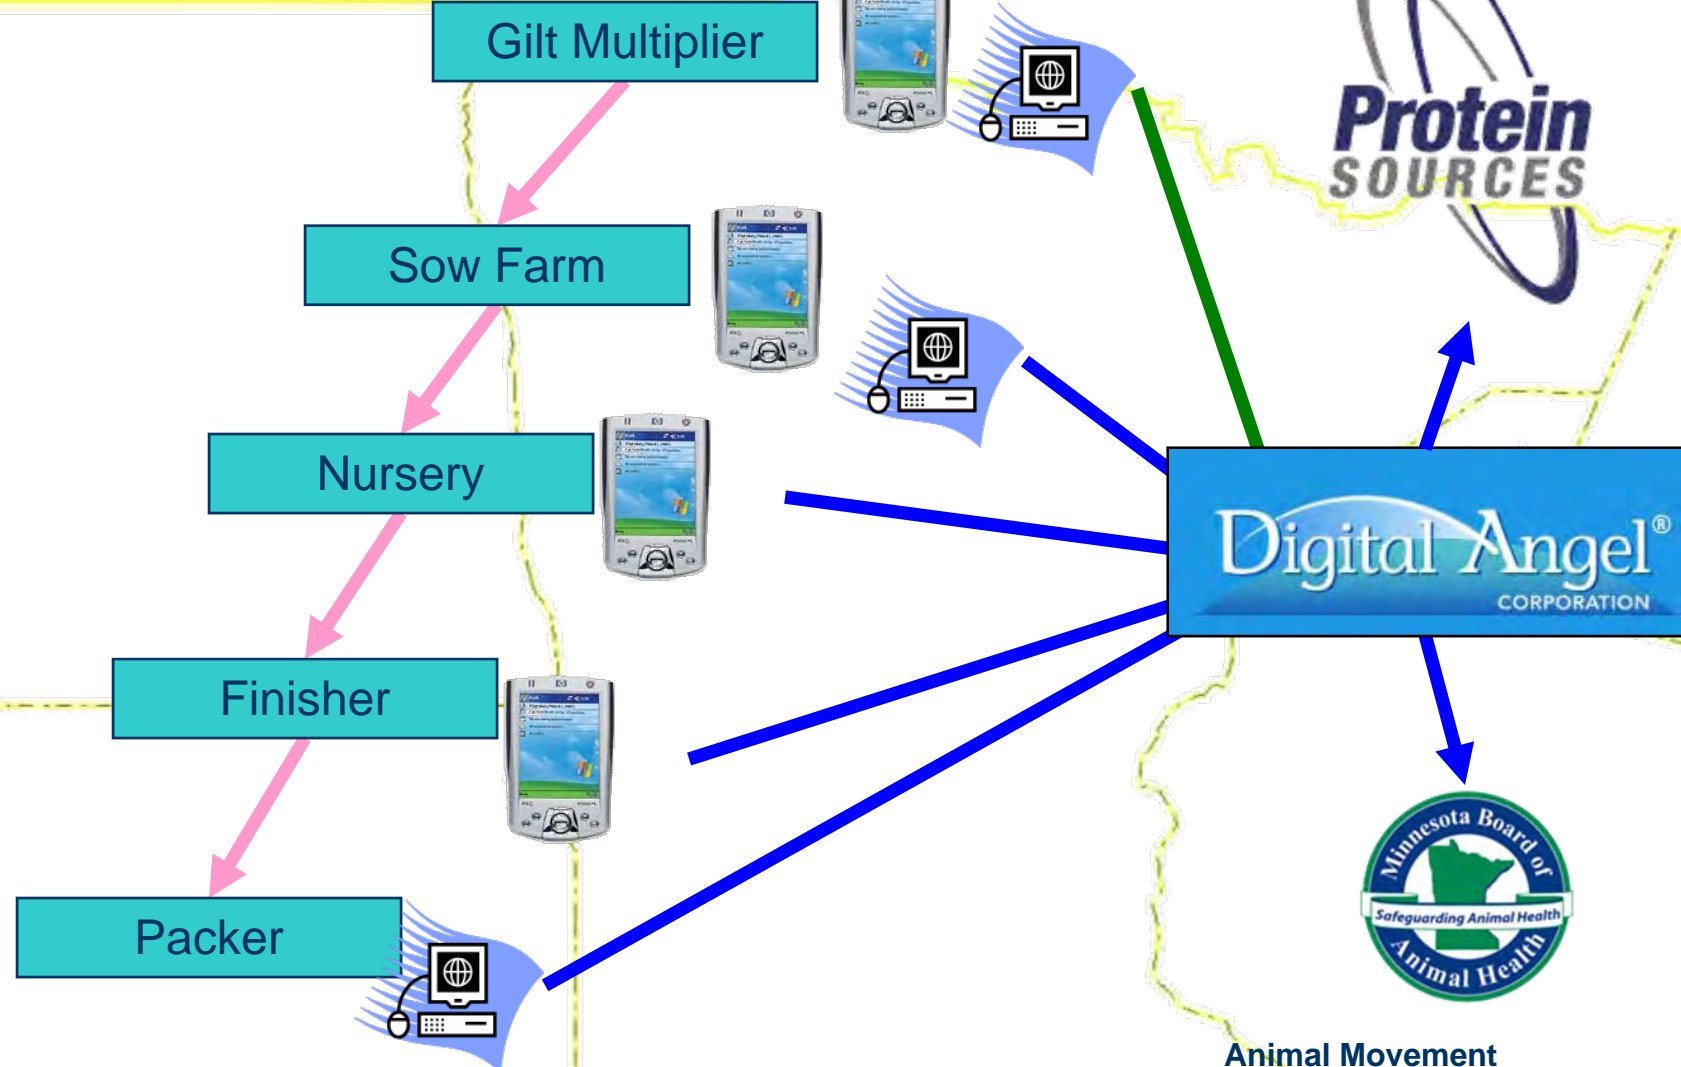 Gilt Multiplier
Protein
SOURCES
Sow Farm
Nursery
Digital Angel®
CORPORATION
Finisher
Minnesota Board of
Safeguarding Animal Health
Animal Health
Packer
Animal Movement